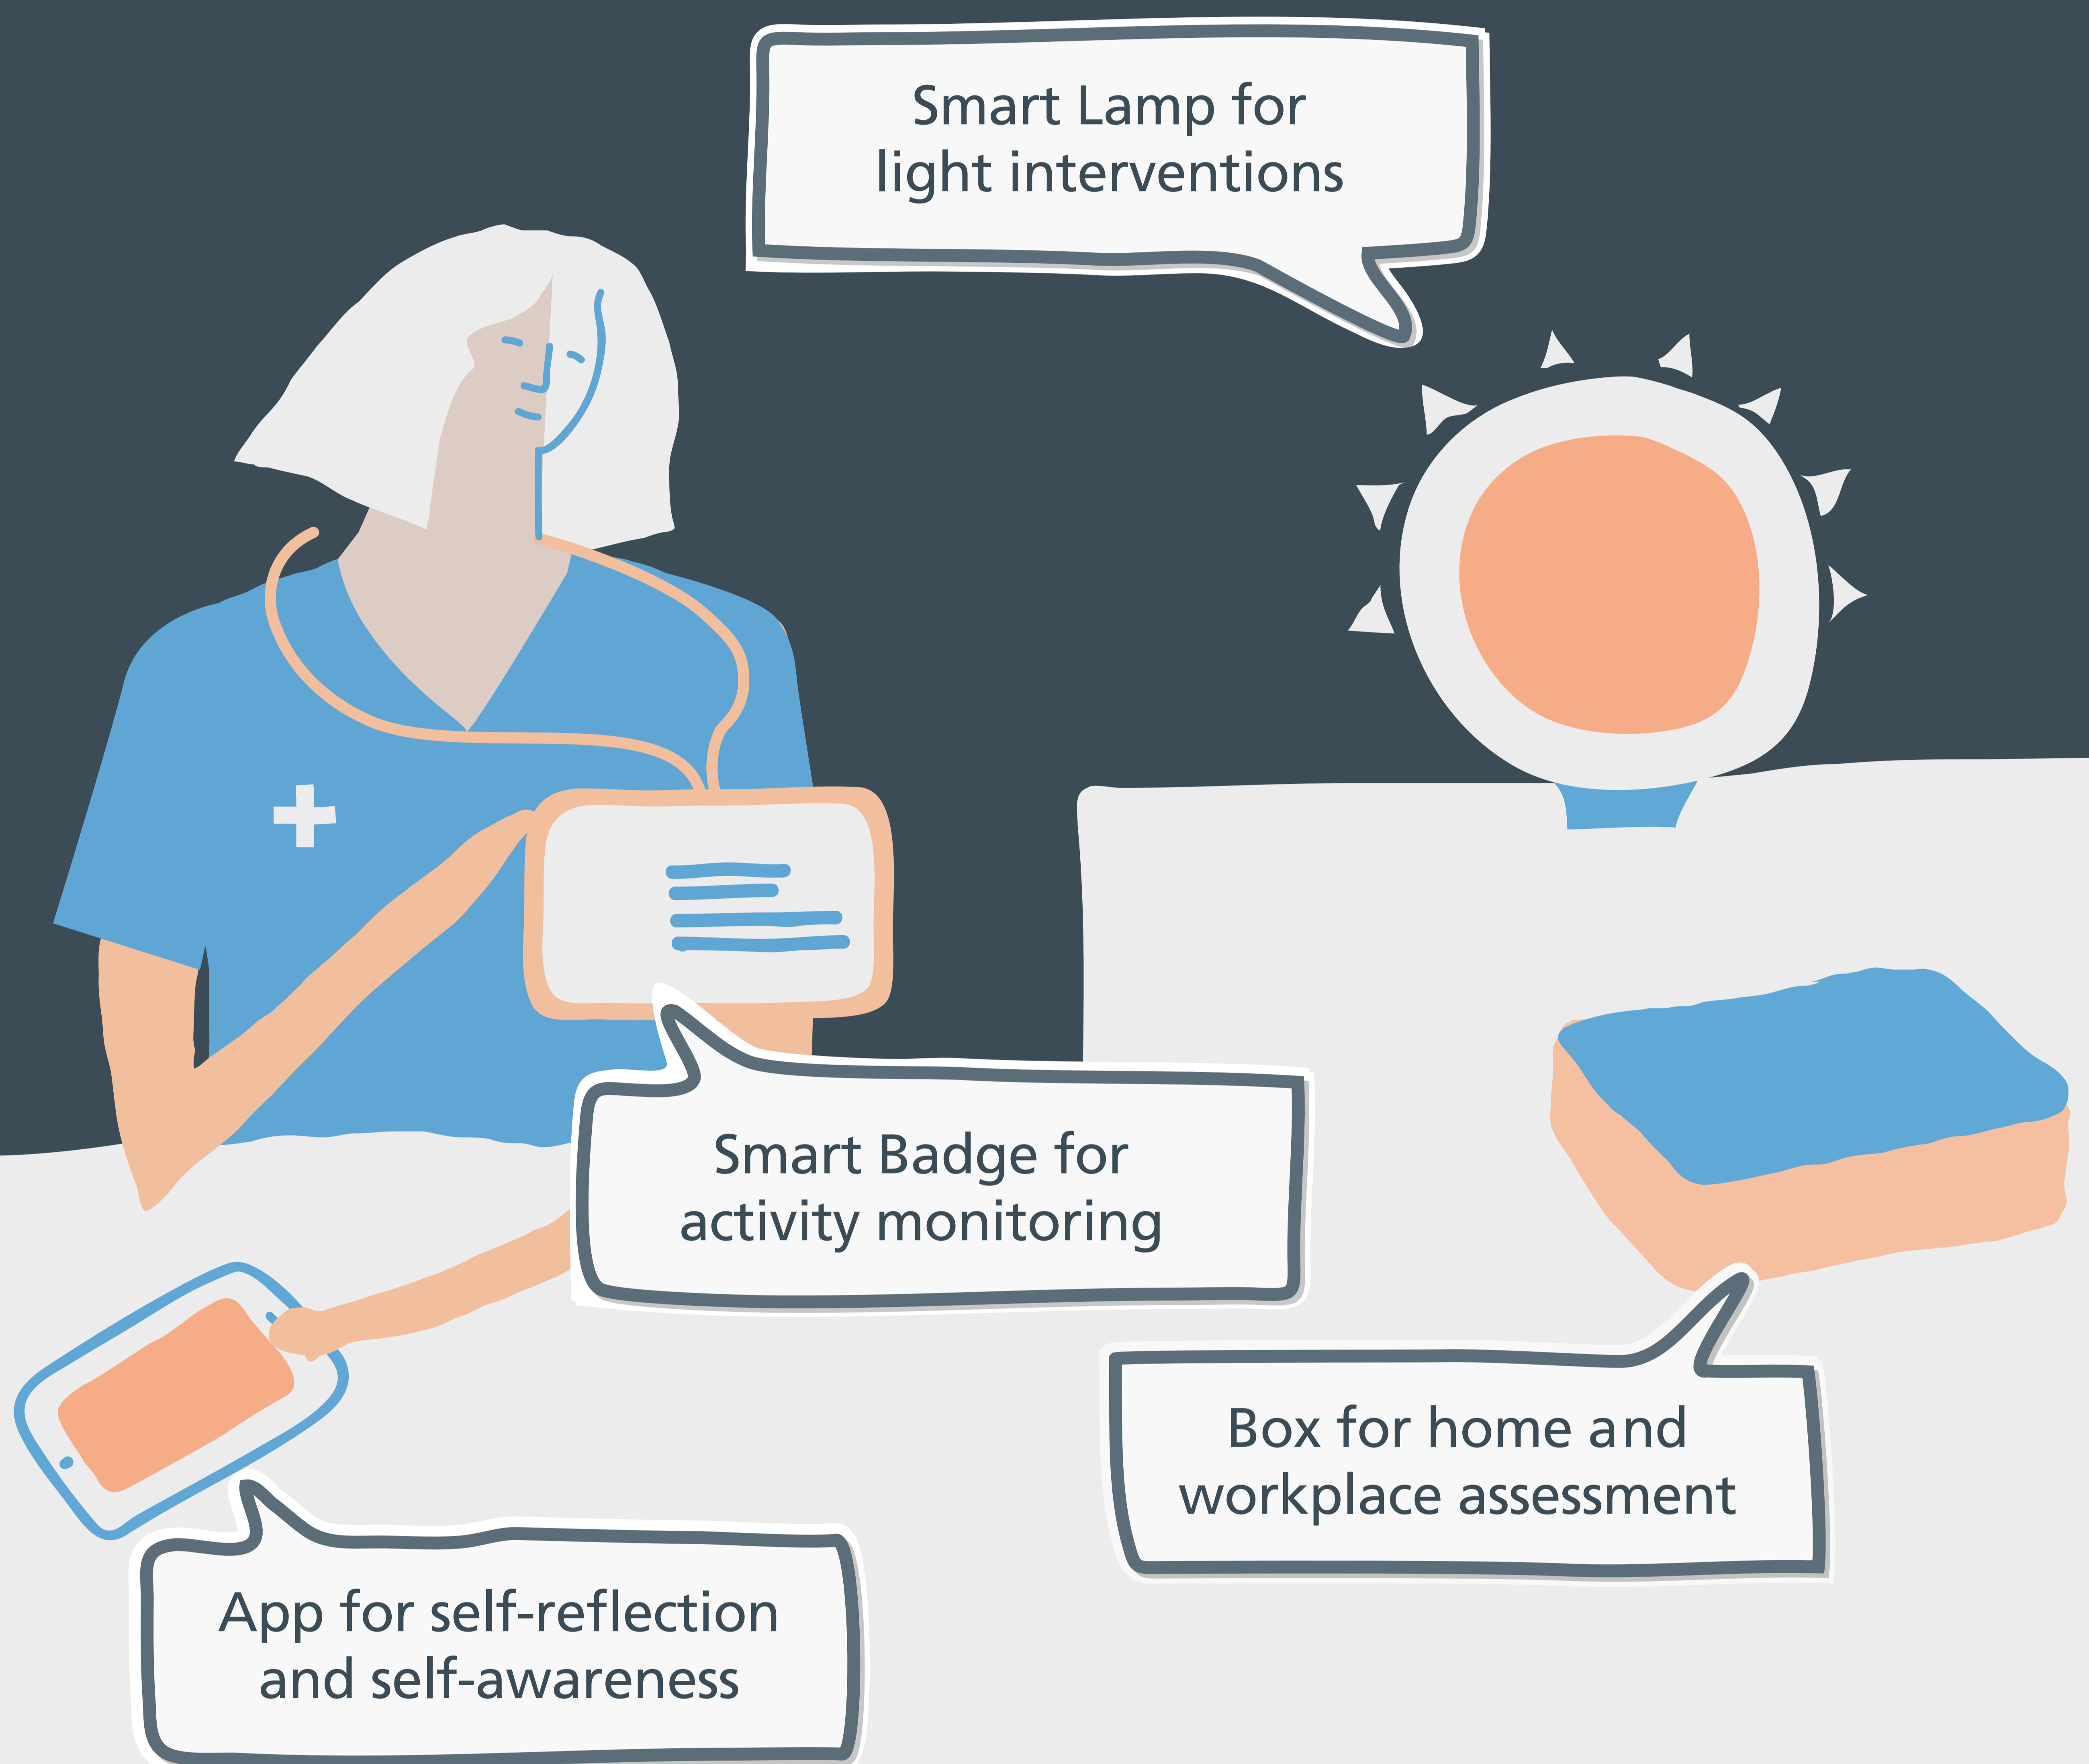 Smart Lamp for
light interventions
Smart Badge for
activity monitoring
Box for home and
workplace assessment
App for self-reflection
and self-awareness